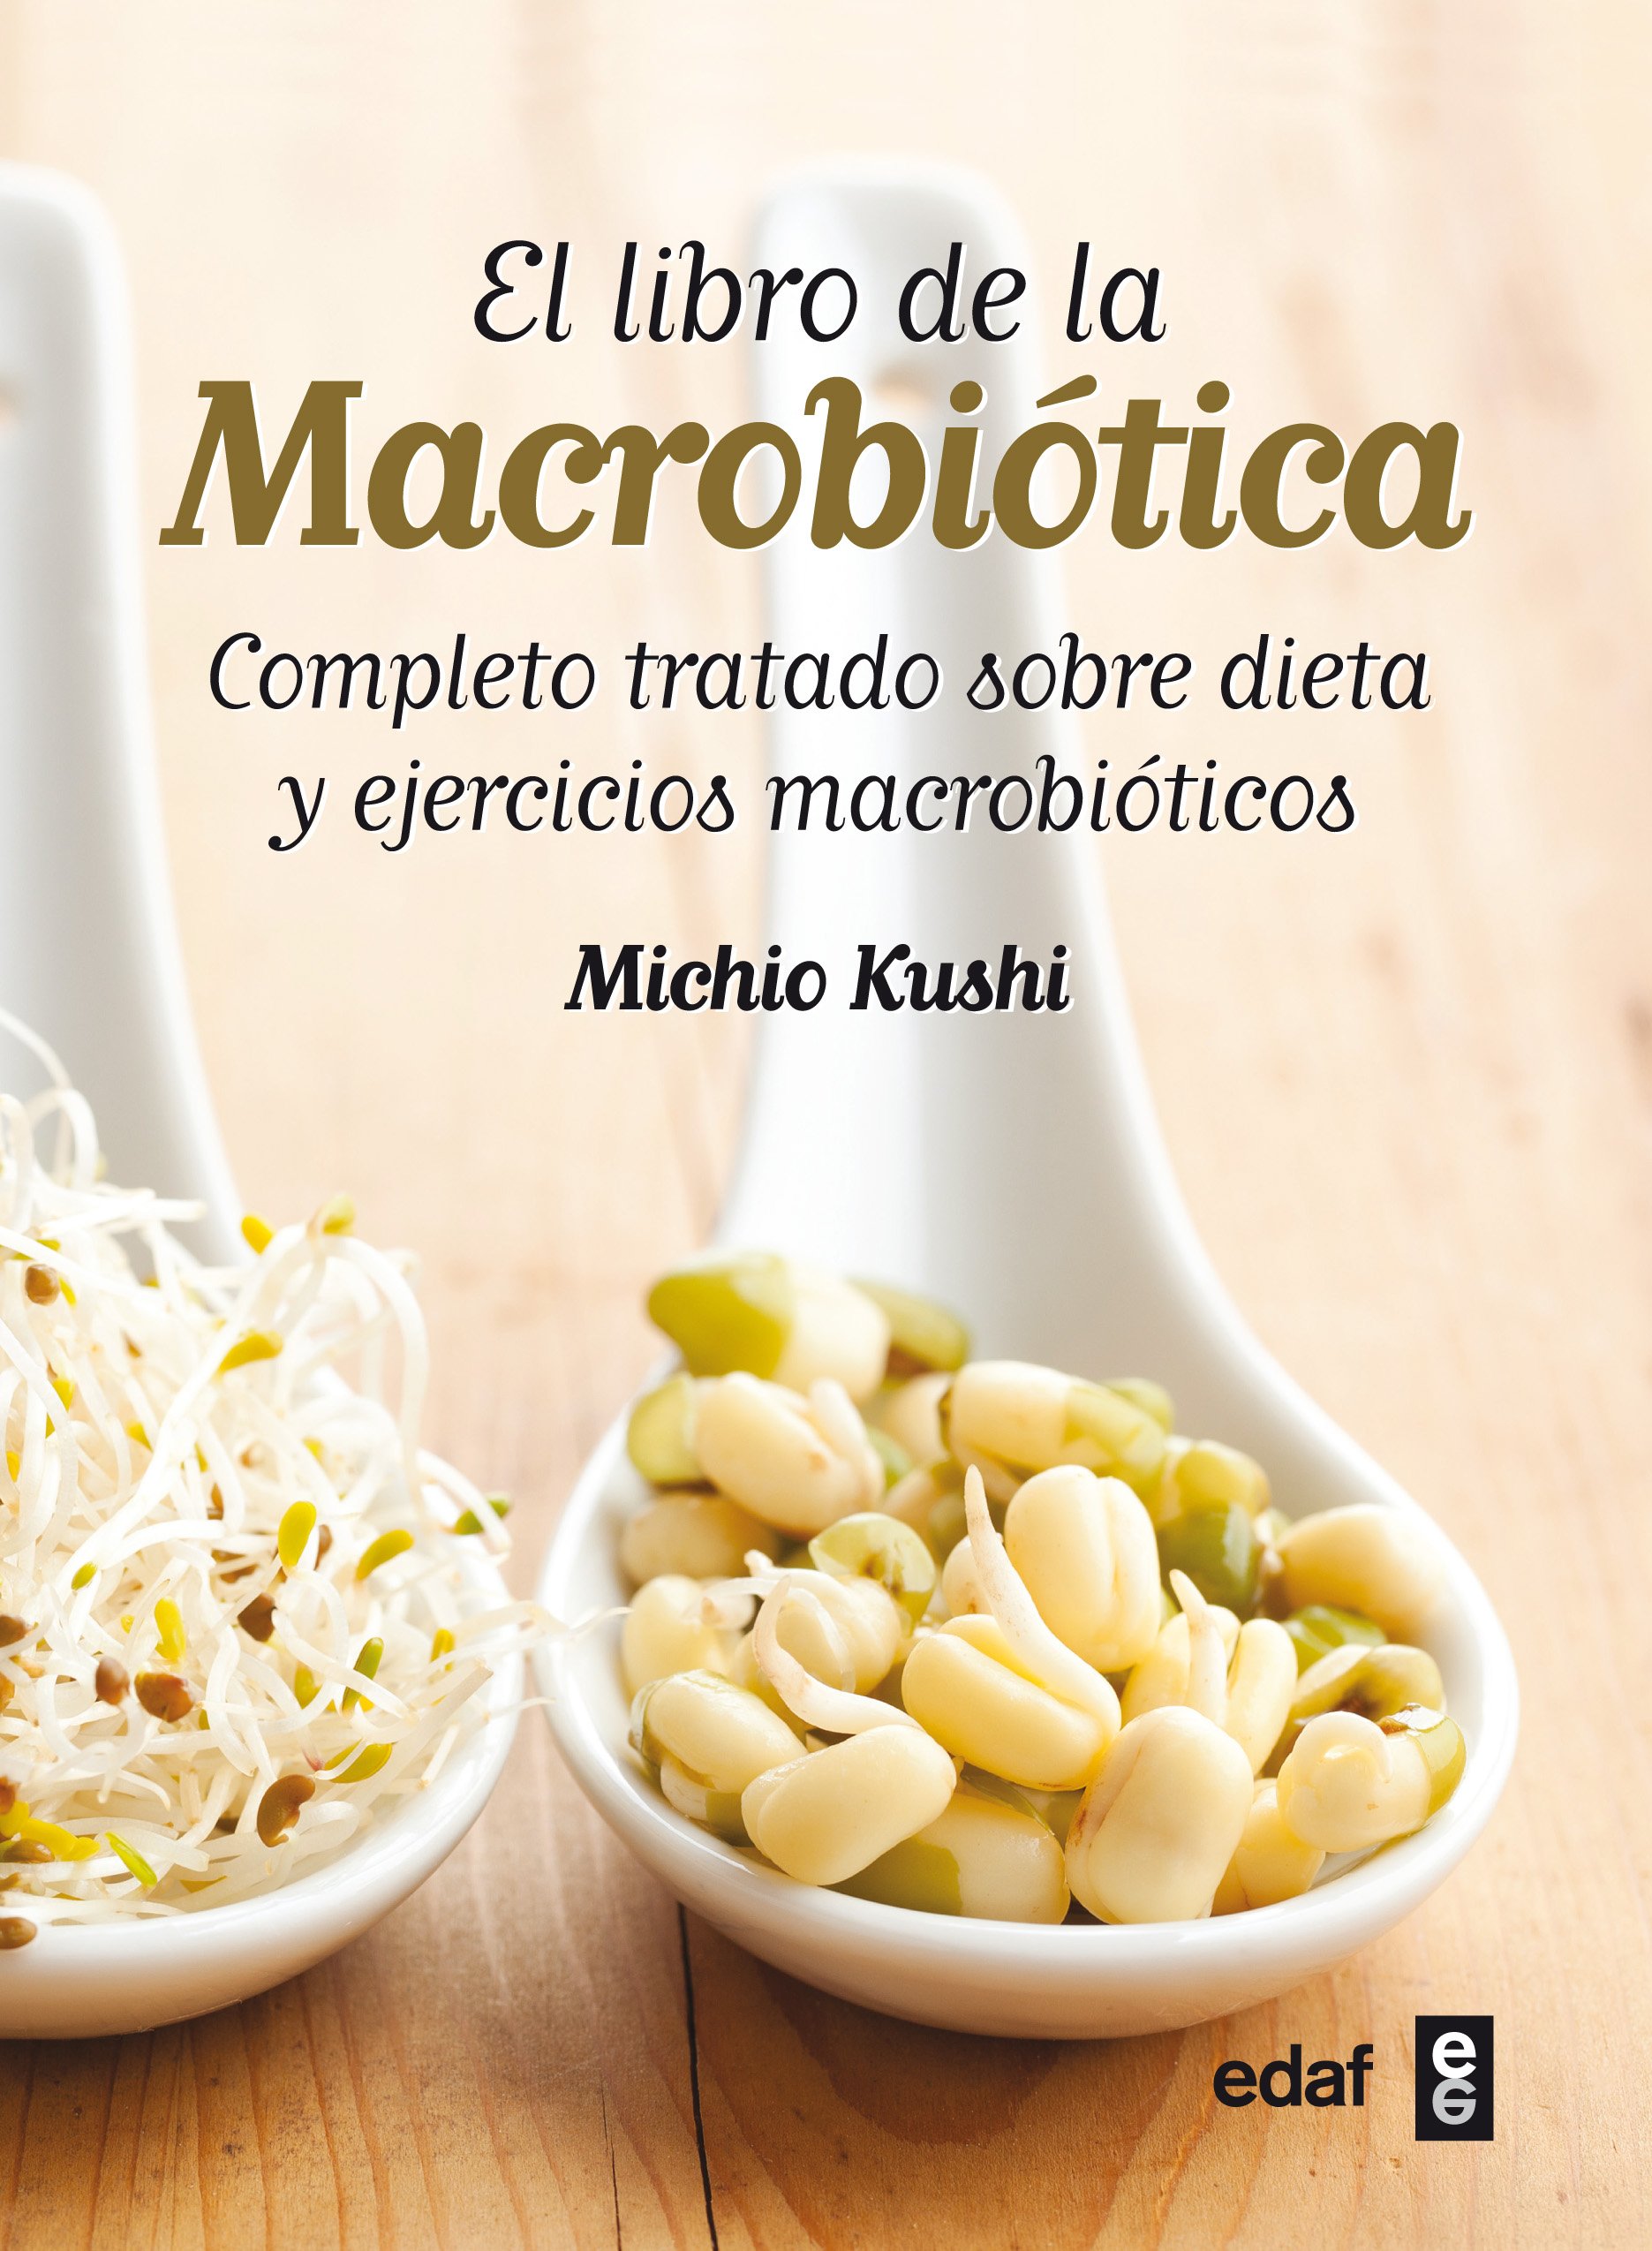 El libro de la
Macrobiótica
Completo tratado sobre dieta
y ejercicios macrobióticos
Michio Kushi
edaf
e
e